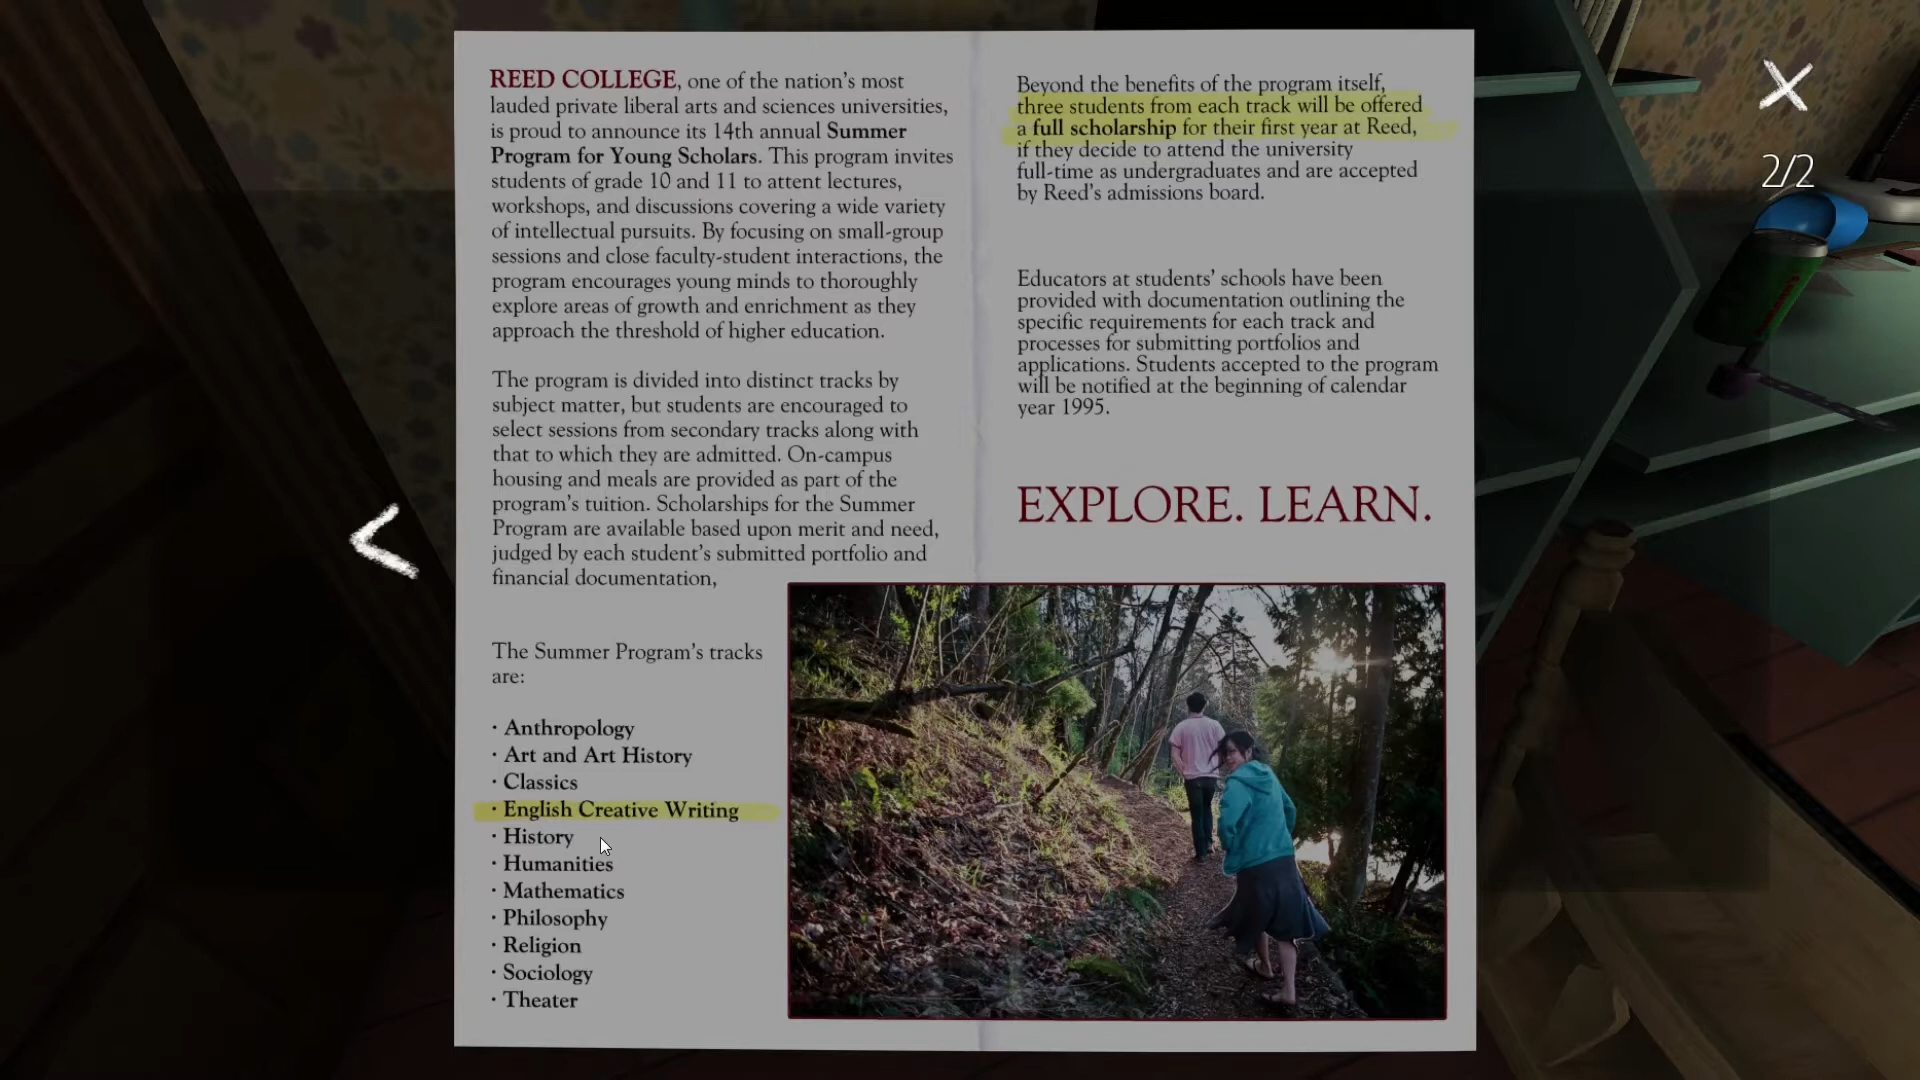 REED COLLEGE, one of the nation's most
lauded private liberal arts and sciences universities,
is proud to announce its 14th annual Summer
Program for Young Scholars. This program invites
students of grade 10 and 11 to attent lectures,
workshops, and discussions covering a wide variety
of intellectual pursuits. By focusing on small-group
sessions and close faculty-student interactions, the
program encourages young minds to thoroughly
explore areas of growth and enrichment as they
approach the threshold of higher education.
The program is divided into distinct tracks by
subject matter, but students are encouraged to
select sessions from secondary tracks along with
that to which they are admitted. On-campus
housing and meals are provided as part of the
program's tuition. Scholarships for the Summer
Program are available based upon merit and need,
judged by each student's submitted portfolio and
financial documentation,
The Summer Program's tracks
are:
· Anthropology
· Art and Art History
· Classics
· English Creative Writing
· History
· Humanities
· Mathematics
· Philosophy
· Religion
· Sociology
· Theater
Beyond the benefits of the program itself,
three students from each track will be offered
a full scholarship for their first year at Reed,
if they decide to attend the university
full-time as undergraduates and are accepted
by Reed's admissions board.
Educators at students' schools have been
provided with documentation outlining the
specific requirements for each track and
processes for submitting portfolios and
applications. Students accepted to the program
will be notified at the beginning of calendar
year 1995.
EXPLORE. LEARN.
2/2